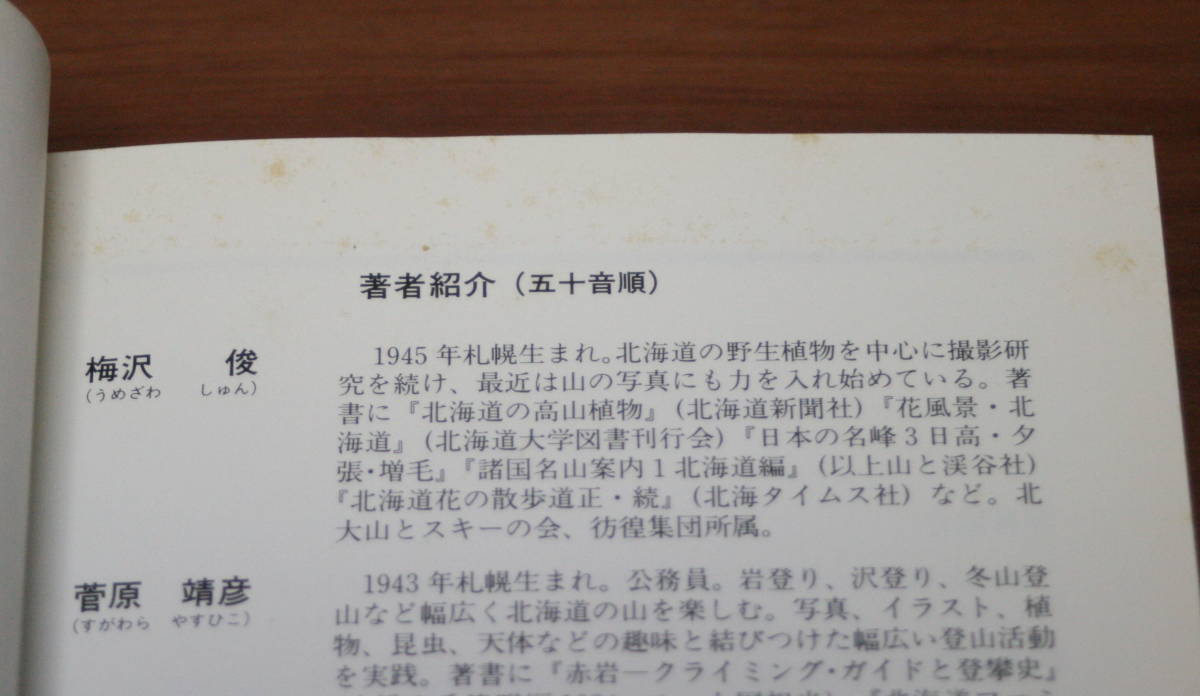 著者紹介（五十音順）
梅沢　俊
（うめざわ　しゅん）
1945年札幌生まれ。北海道の野生植物を中心に撮影研
究を続け、最近は山の写真にも力を入れ始めている。著
書に『北海道の高山植物』（北海道新聞社）『花風景・北
海道』（北海道大学図書刊行会）『日本の名峰3日高・夕
張・増毛』『諸国名山案内1北海道編』（以上山と渓谷社）
『北海道花の散歩道正・続』（北海タイムス社）など。北
大山とスキーの会、彷徨集団所属。
菅原　靖彦
（すがわら　やすひこ）
1943年札幌生まれ。公務員。岩登り、沢登り、冬山登
山など幅広く北海道の山を楽しむ。写真、イラスト、植
物、昆虫、天体などの趣味と結びつけた幅広い登山活動
を実践。著書に『赤岩―クライミング・ガイドと登攀史』